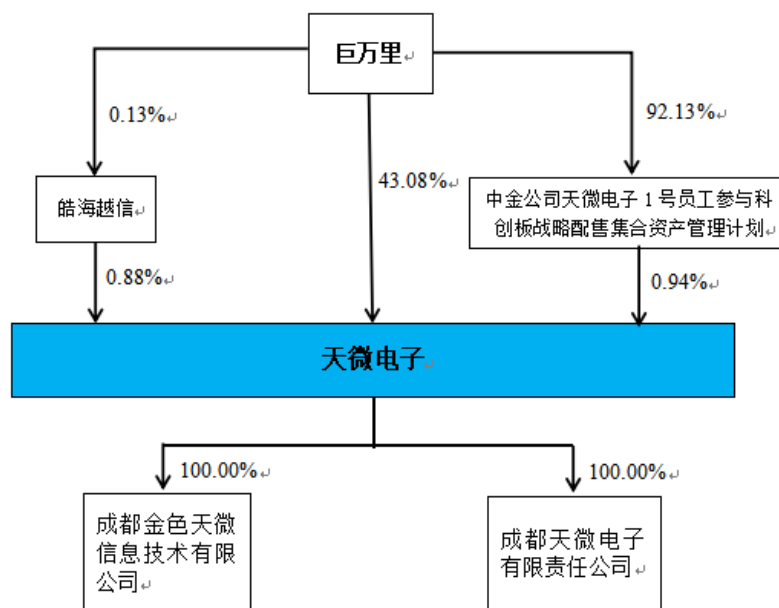 巨万里
0.13%
92.13%
43.08%
皓海越信
中金公司天微电子 1 号员工参与科
创板战略配售集合资产管理计划
0.88%
0.94%
天微电子
100.00%
100.00%
成都金色天微
信息技术有限
公司
成都天微电子
有限责任公司